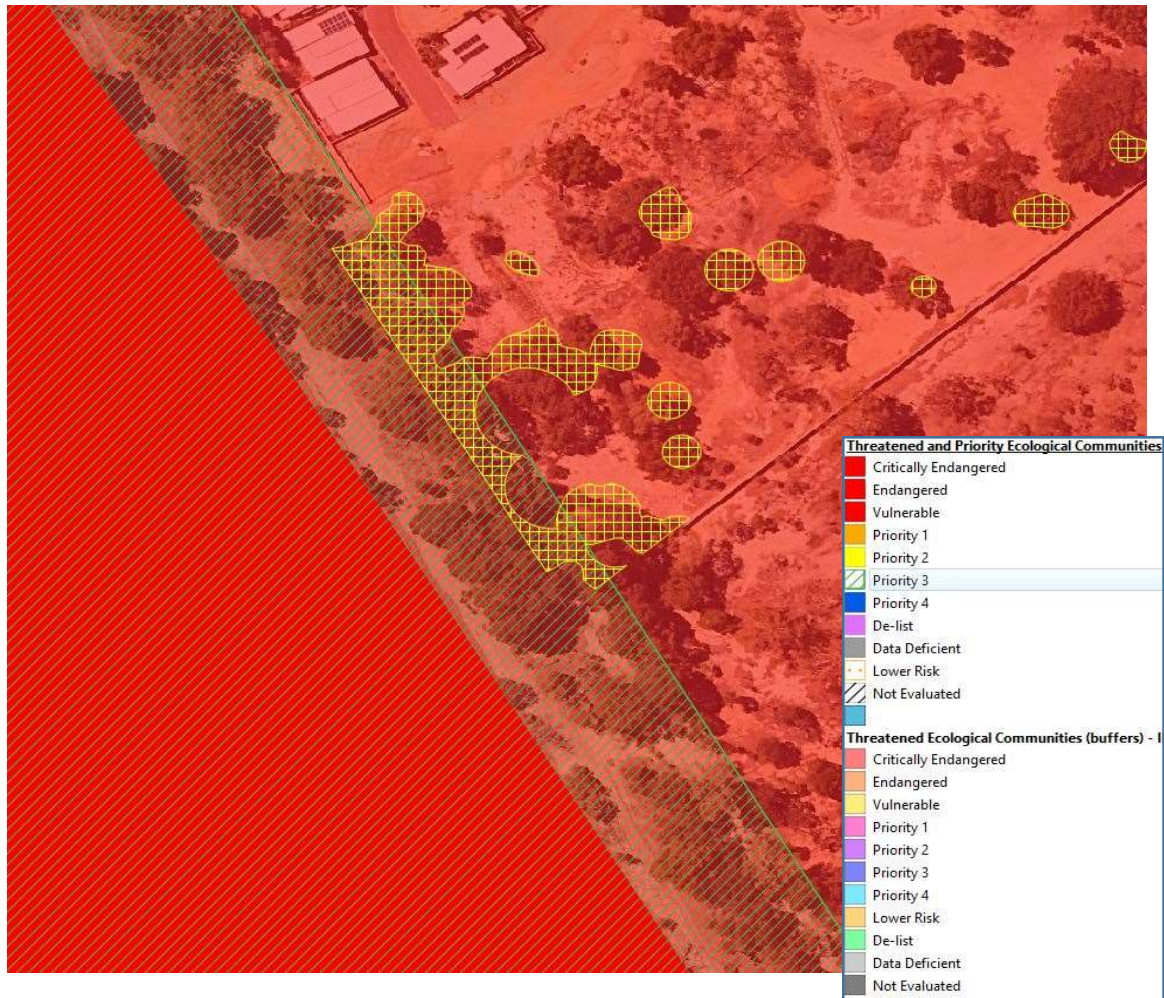 Threatened and Priority Ecological Communities
Critically Endangered
Endangered
Vulnerable
Priority 1
Priority 2
Priority 3
Priority 4
De-list
Data Deficient
Lower Risk
Not Evaluated
Threatened Ecological Communities (buffers) - I
Critically Endangered
Endangered
Vulnerable
Priority 1
Priority 2
Priority 3
Priority 4
Lower Risk
De-list
Data Deficient
Not Evaluated